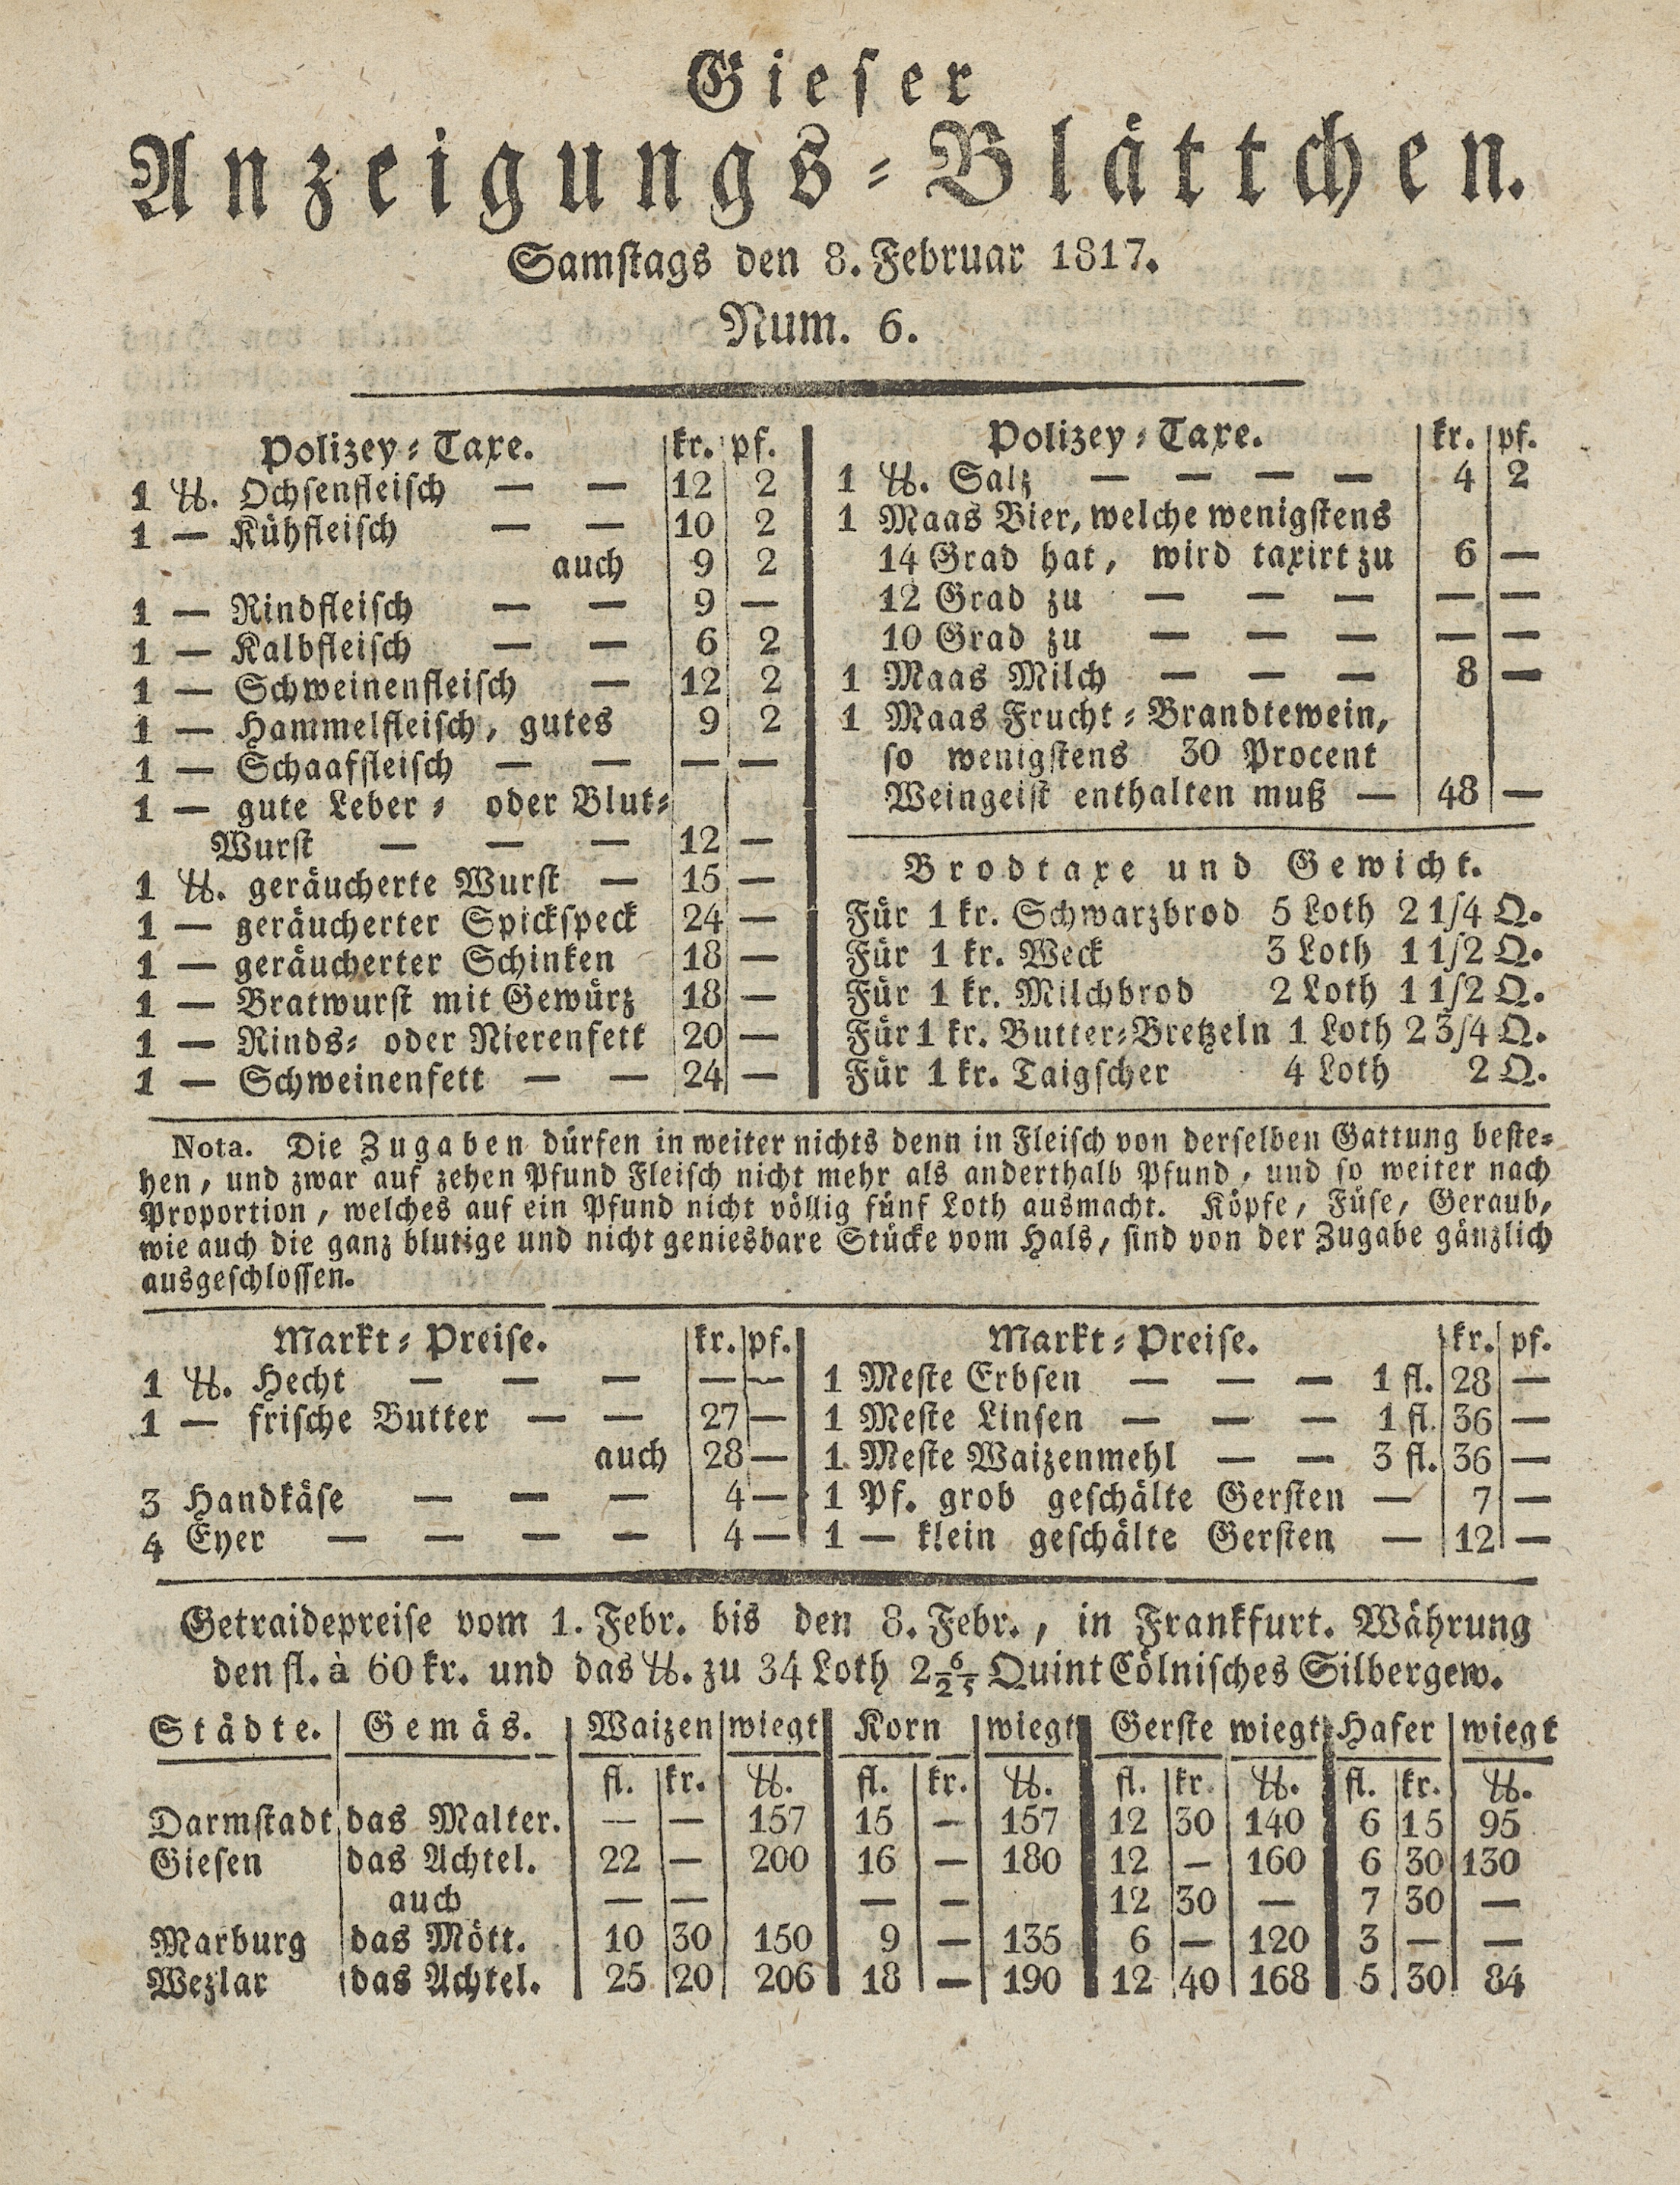 Gieser
Anzeigungs-Blättchen.
Samstags den 8. Februar 1817.
Num. 6.
Polizey-Taxe. kr. pf.
1 ℔. Ochsenfleisch — — 12 2
1 — Kühfleisch — — 10 2
auch 9 2
1 — Rindfleisch — — 9 —
1 — Kalbfleisch — — 6 2
1 — Schweinenfleisch — 12 2
1 — Hammelfleisch, gutes 9 2
1 — Schaafsleisch — — — —
1 — gute Leber- oder Blut-
Wurst — — — 12 —
1 ℔. geräucherte Wurst — 15 —
1 — geräucherter Spickspeck 24 —
1 — geräucherter Schinken 18 —
1 — Bratwurst mit Gewürz 18 —
1 — Rinds- oder Nierenfett 20 —
1 — Schweinenfett — — 24 —
Polizey-Taxe. kr. pf.
1 ℔. Salz — — — — 4 2
1 Maas Bier, welche wenigstens
14 Grad hat, wird taxirt zu 6 —
12 Grad zu — — — — —
10 Grad zu — — — — —
1 Maas Milch — — — 8 —
1 Maas Frucht-Brandtewein,
so wenigstens 30 Procent
Weingeist enthalten muß — 48 —
Brodtaxe und Gewicht.
Für 1 kr. Schwarzbrod 5 Loth 2 1/4 Q.
Für 1 kr. Weck 3 Loth 1 1/2 Q.
Für 1 kr. Milchbrod 2 Loth 1 1/2 Q.
Für 1 kr. Butter-Bretzeln 1 Loth 2 3/4 Q.
Für 1 kr. Taigscher 4 Loth 2 Q.
Nota. Die Zugaben dürfen in weiter nichts denn in Fleisch von derselben Gattung beste-
hen, und zwar auf zehen Pfund Fleisch nicht mehr als anderthalb Pfund, und so weiter nach
Proportion, welches auf ein Pfund nicht völlig fünf Loth ausmacht. Köpfe, Füse, Geraub,
wie auch die ganz blutige und nicht geniesbare Stücke vom Hals, sind von der Zugabe gänzlich
ausgeschlossen.
Markt-Preise. kr. pf.
1 ℔. Hecht — — — — —
1 — frische Butter — — 27 —
auch 28 —
3 Handkäse — — — 4 —
4 Eyer — — — — 4 —
Markt-Preise. kr. pf.
1 Meste Erbsen — — — 1 fl. 28 —
1 Meste Linsen — — — 1 fl. 36 —
1 Meste Waizenmehl — — 3 fl. 36 —
1 Pf. grob geschälte Gersten — 7 —
1 — klein geschälte Gersten — 12 —
Getraidepreise vom 1. Febr. bis den 8. Febr., in Frankfurt. Währung
den fl. à 60 kr. und das ℔. zu 34 Loth 2 6/25 Quint Cölnisches Silbergew.
Städte. Gemäs. Waizen wiegt Korn wiegt Gerste wiegt Hafer wiegt
fl. kr. ℔. fl. kr. ℔. fl. kr. ℔. fl. kr. ℔.
Darmstadt das Malter. — — 157 15 — 157 12 30 140 6 15 95
Giesen das Achtel. 22 — 200 16 — 180 12 — 160 6 30 130
auch — — — — 12 30 — 7 30 —
Marburg das Mött. 10 30 150 9 — 135 6 — 120 3 — —
Wezlar das Achtel. 25 20 206 18 — 190 12 40 168 5 30 84